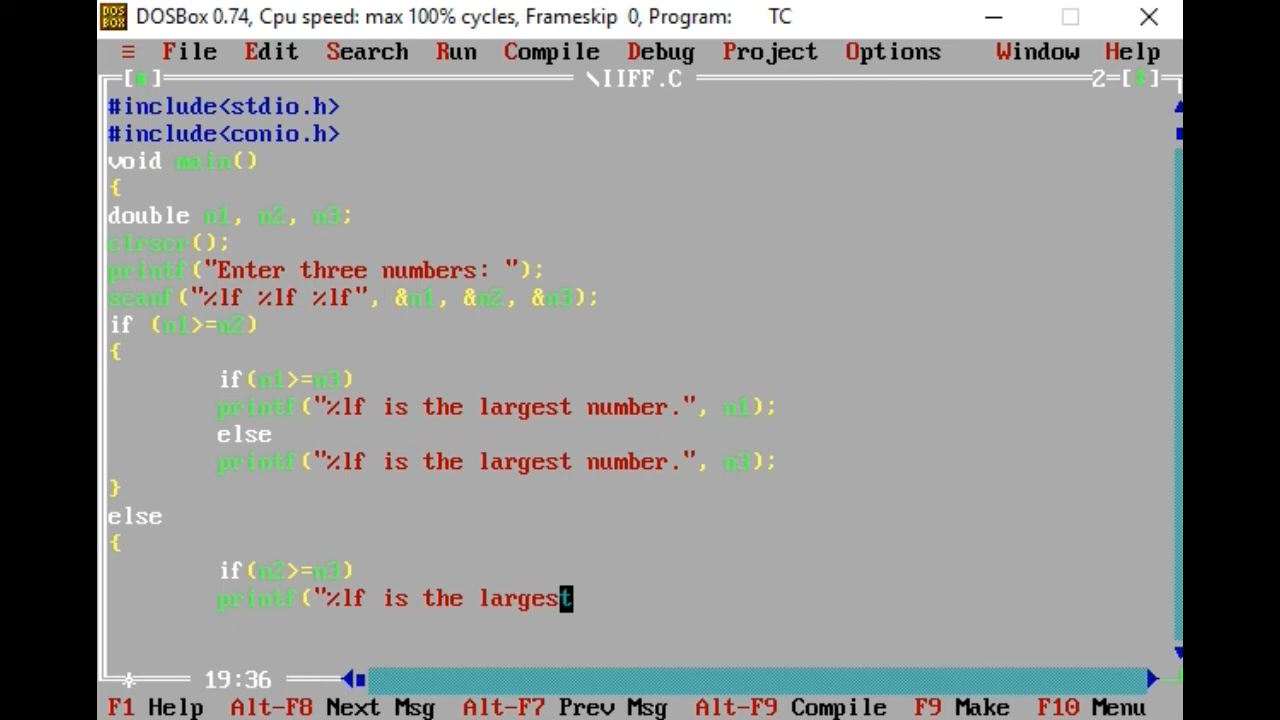 DOSBox 0.74, Cpu speed: max 100% cycles, Frameskip 0, Program: TC
≡ File Edit Search Run Compile Debug Project Options Window Help
\IIFF.C 2
#include<stdio.h>
#include<conio.h>
void main()
{
double n1, n2, n3;
clrscr();
printf("Enter three numbers: ");
scanf("%lf %lf %lf", &n1, &n2, &n3);
if (n1>=n2)
{
if(n1>=n3)
printf("%lf is the largest number.", n1);
else
printf("%lf is the largest number.", n3);
}
else
{
if(n2>=n3)
printf("%lf is the largest
19:36
F1 Help Alt-F8 Next Msg Alt-F7 Prev Msg Alt-F9 Compile F9 Make F10 Menu